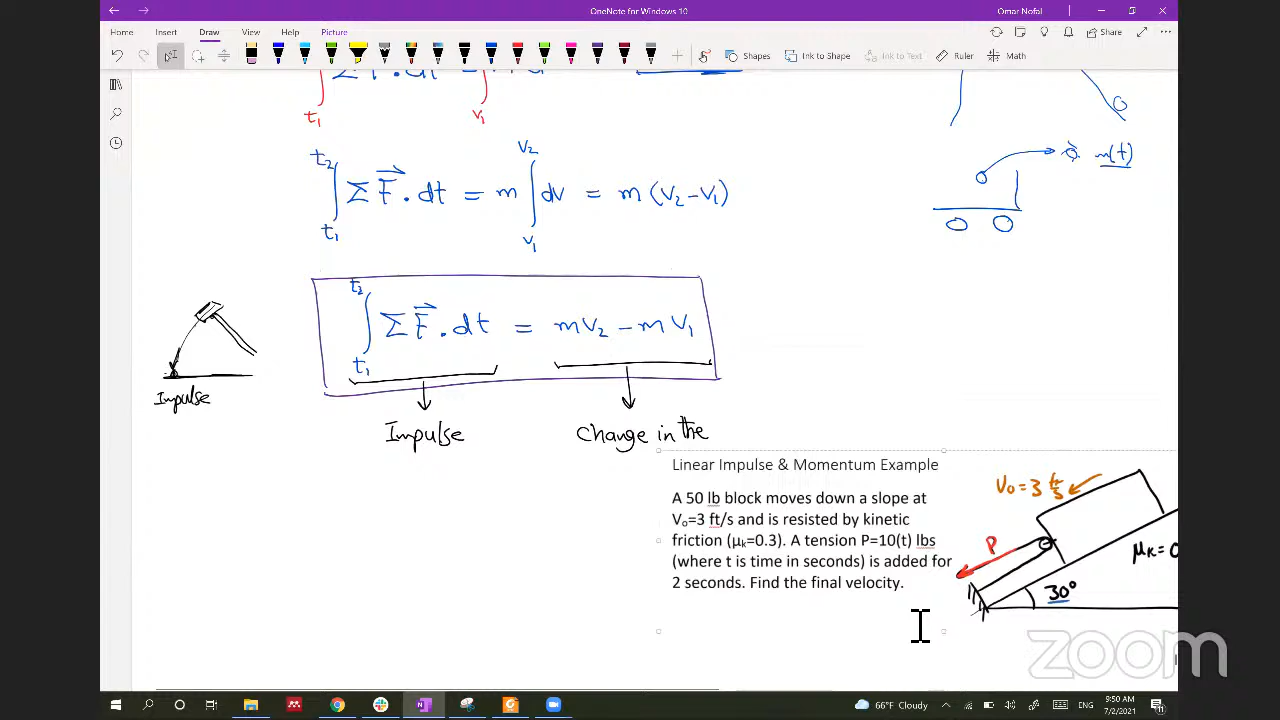 OneNote for Windows 10
Omar Nofal
Home Insert Draw View Help Picture
Share
Shapes Ink to Shape Ink to Text Ruler Math
t₁ v₁
∫ ΣF⃗ . dt = m ∫ dv = m (v₂ - v₁)
t₂ v₂
t₁ v₁
m(t)
∫ ΣF⃗ . dt = mv₂ - m v₁
t₂
t₁
Impulse
Impulse Change in the
Linear Impulse & Momentum Example
A 50 lb block moves down a slope at
V₀=3 ft/s and is resisted by kinetic
friction (μₖ=0.3). A tension P=10(t) lbs
(where t is time in seconds) is added for
2 seconds. Find the final velocity.
V₀ = 3 ft/s
P
μₖ=0
30°
zoom
66°F Cloudy
ENG
9:50 AM
7/2/2021